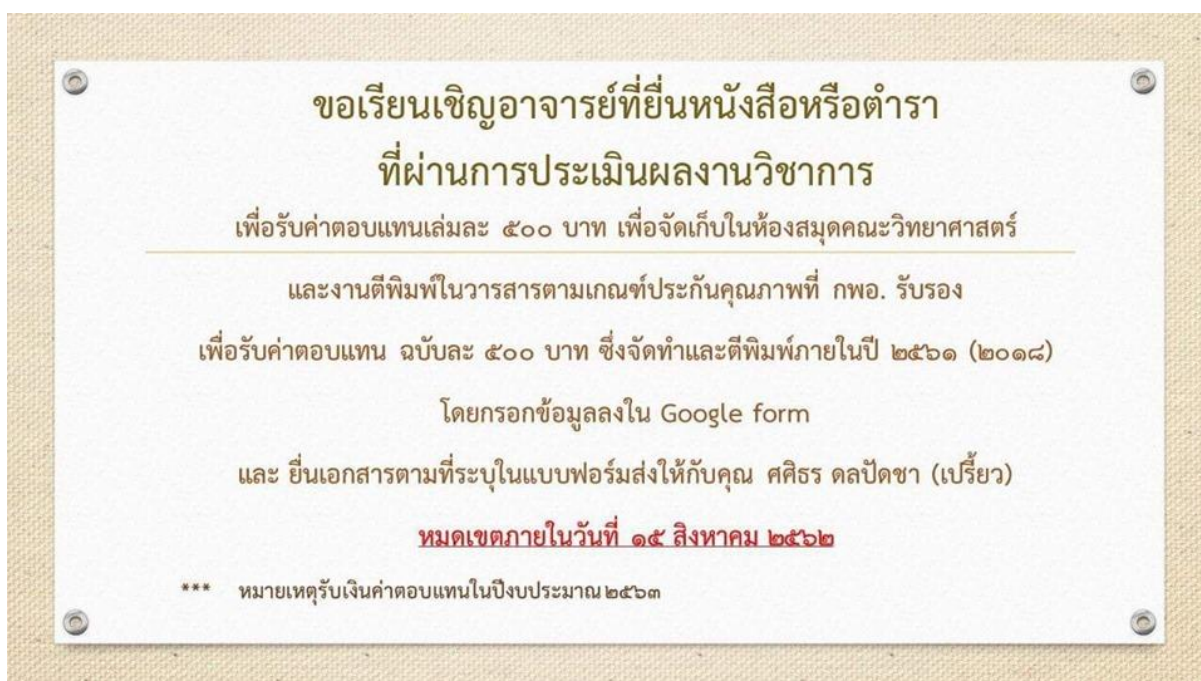 ขอเรียนเชิญอาจารย์ที่ยื่นหนังสือหรือตำรา
ที่ผ่านการประเมินผลงานวิชาการ
เพื่อรับค่าตอบแทนเล่มละ ๕๐๐ บาท เพื่อจัดเก็บในห้องสมุดคณะวิทยาศาสตร์
และงานตีพิมพ์ในวารสารตามเกณฑ์ประกันคุณภาพที่ กพอ. รับรอง
เพื่อรับค่าตอบแทน ฉบับละ ๕๐๐ บาท ซึ่งจัดทำและตีพิมพ์ภายในปี ๒๕๖๑ (๒๐๑๘)
โดยกรอกข้อมูลลงใน Google form
และ ยื่นเอกสารตามที่ระบุในแบบฟอร์มส่งให้กับคุณ ศศิธร ดลปัดชา (เปรี้ยว)
หมดเขตภายในวันที่ ๑๕ สิงหาคม ๒๕๖๒
*** หมายเหตุรับเงินค่าตอบแทนในปีงบประมาณ ๒๕๖๓